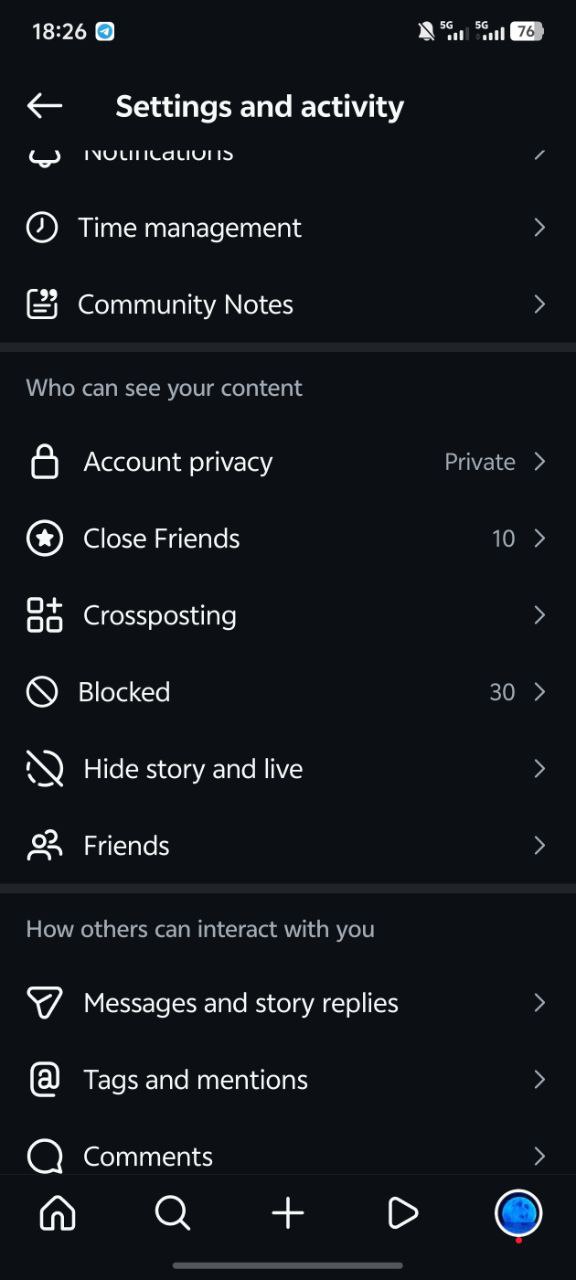 18:26
5G 5G 76
Settings and activity
Notifications
Time management
Community Notes
Who can see your content
Account privacy Private
Close Friends 10
Crossposting
Blocked 30
Hide story and live
Friends
How others can interact with you
Messages and story replies
Tags and mentions
Comments